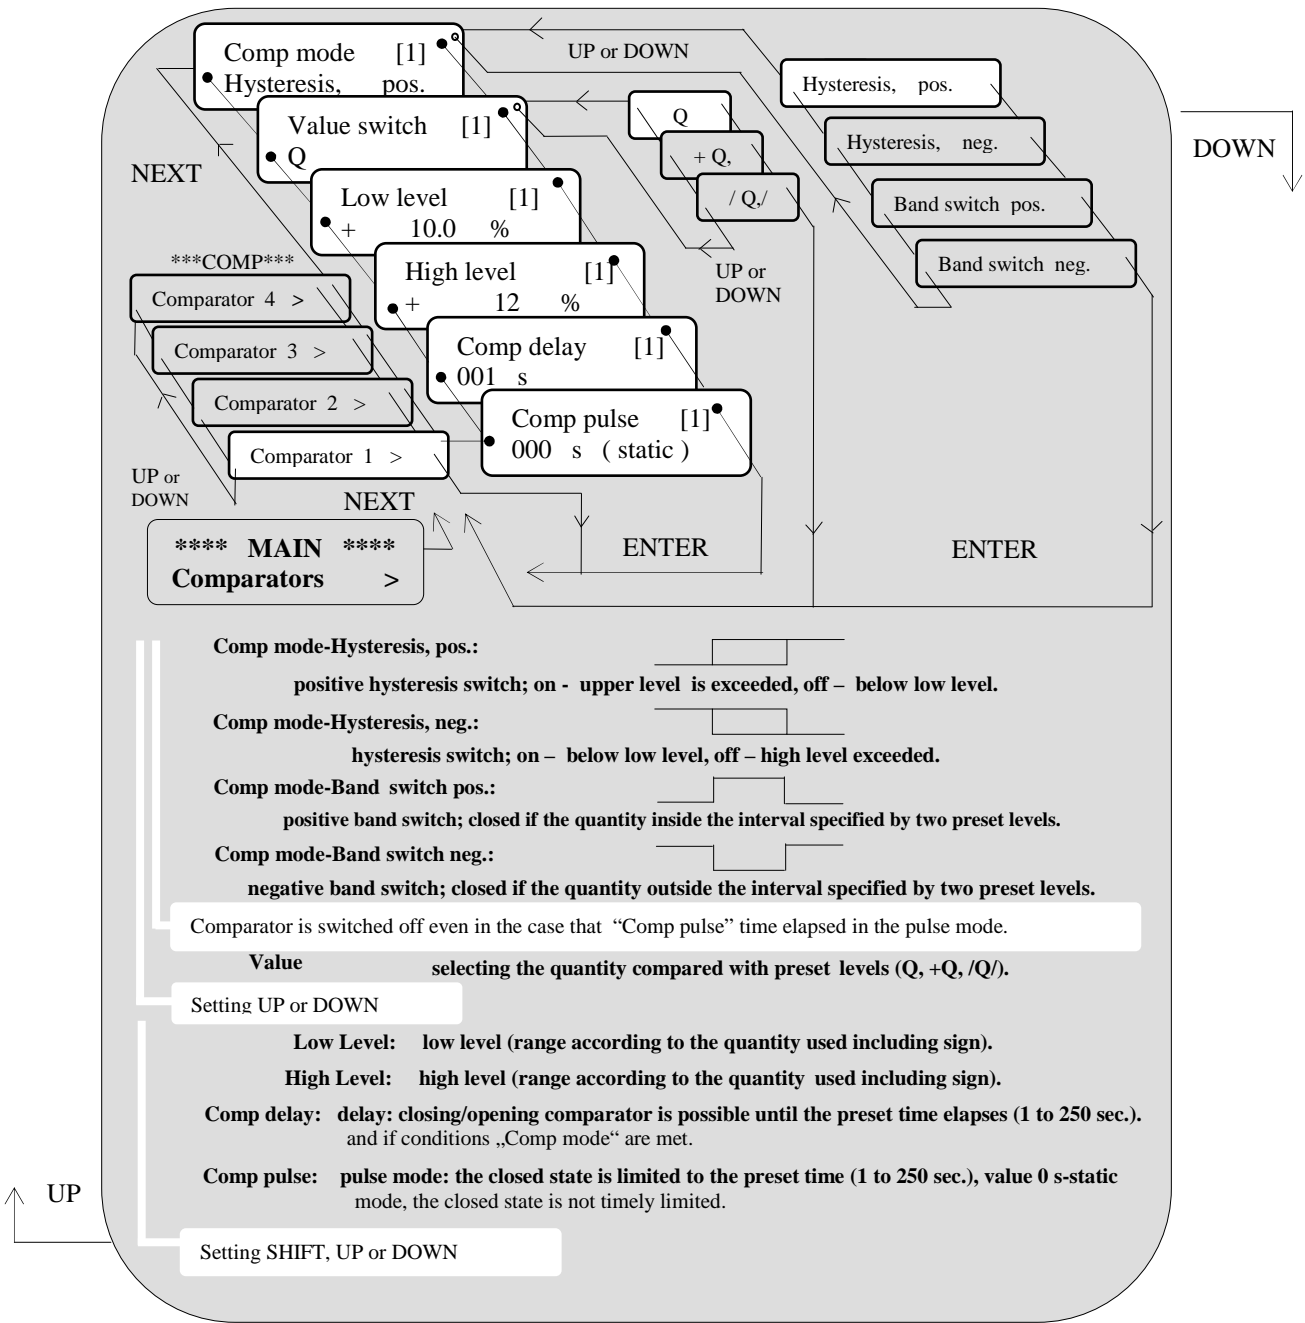 Comp mode [1]
Hysteresis, pos.
UP or DOWN
Hysteresis, pos.
Value switch [1]
Q
Q
Hysteresis, neg.
DOWN
+ Q,
NEXT
Low level [1]
+ 10.0 %
/ Q,/
Band switch pos.
***COMP***
High level [1]
+ 12 %
UP or
DOWN
Band switch neg.
Comparator 4 >
Comparator 3 >
Comp delay [1]
001 s
Comparator 2 >
Comp pulse [1]
000 s ( static )
Comparator 1 >
UP or
DOWN
NEXT
**** MAIN ****
Comparators >
ENTER
ENTER
Comp mode-Hysteresis, pos.:
positive hysteresis switch; on - upper level is exceeded, off – below low level.
Comp mode-Hysteresis, neg.:
hysteresis switch; on – below low level, off – high level exceeded.
Comp mode-Band switch pos.:
positive band switch; closed if the quantity inside the interval specified by two preset levels.
Comp mode-Band switch neg.:
negative band switch; closed if the quantity outside the interval specified by two preset levels.
Comparator is switched off even in the case that “Comp pulse” time elapsed in the pulse mode.
Value selecting the quantity compared with preset levels (Q, +Q, /Q/).
Setting UP or DOWN
Low Level: low level (range according to the quantity used including sign).
High Level: high level (range according to the quantity used including sign).
Comp delay: delay: closing/opening comparator is possible until the preset time elapses (1 to 250 sec.).
and if conditions „Comp mode“ are met.
Comp pulse: pulse mode: the closed state is limited to the preset time (1 to 250 sec.), value 0 s-static
mode, the closed state is not timely limited.
UP
Setting SHIFT, UP or DOWN